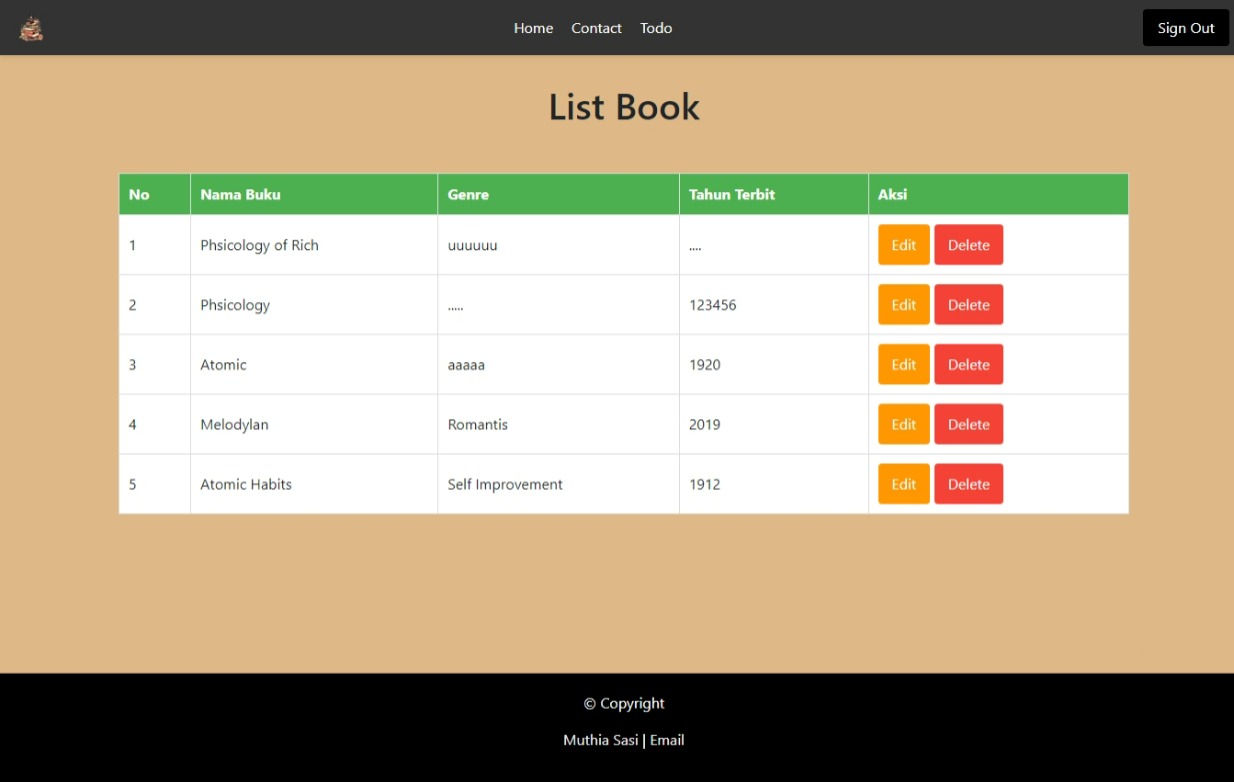 Home Contact Todo Sign Out
List Book
No Nama Buku Genre Tahun Terbit Aksi
1 Phsicology of Rich uuuuuu .... Edit Delete
2 Phsicology ..... 123456 Edit Delete
3 Atomic aaaaa 1920 Edit Delete
4 Melodylan Romantis 2019 Edit Delete
5 Atomic Habits Self Improvement 1912 Edit Delete
© Copyright
Muthia Sasi | Email